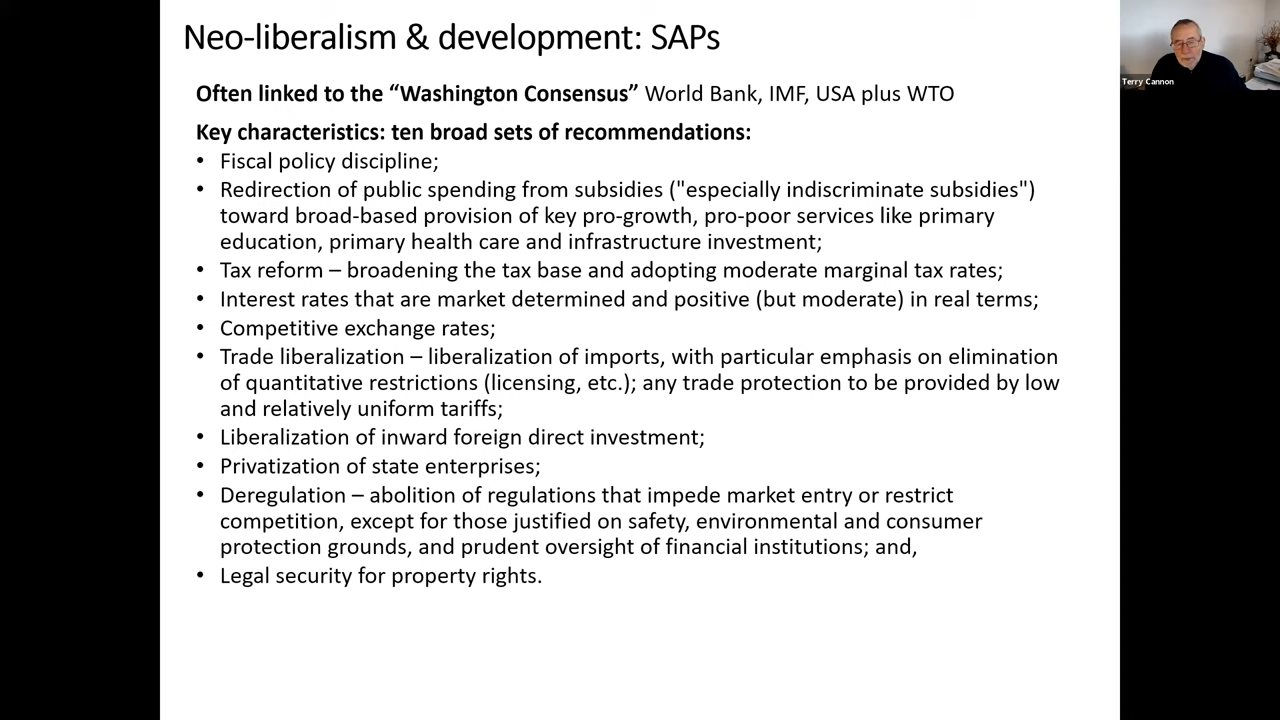 Neo-liberalism & development: SAPs
Often linked to the “Washington Consensus” World Bank, IMF, USA plus WTO
Key characteristics: ten broad sets of recommendations:
• Fiscal policy discipline;
• Redirection of public spending from subsidies ("especially indiscriminate subsidies")
toward broad-based provision of key pro-growth, pro-poor services like primary
education, primary health care and infrastructure investment;
• Tax reform – broadening the tax base and adopting moderate marginal tax rates;
• Interest rates that are market determined and positive (but moderate) in real terms;
• Competitive exchange rates;
• Trade liberalization – liberalization of imports, with particular emphasis on elimination
of quantitative restrictions (licensing, etc.); any trade protection to be provided by low
and relatively uniform tariffs;
• Liberalization of inward foreign direct investment;
• Privatization of state enterprises;
• Deregulation – abolition of regulations that impede market entry or restrict
competition, except for those justified on safety, environmental and consumer
protection grounds, and prudent oversight of financial institutions; and,
• Legal security for property rights.
Terry Cannon